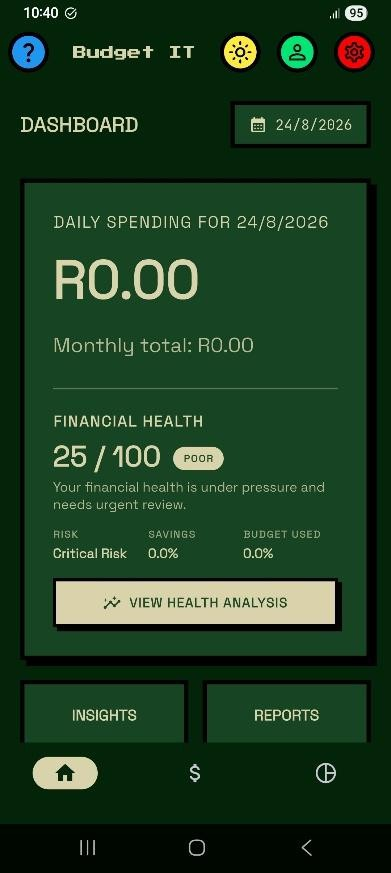 10:40
95
?
Budget IT
DASHBOARD
24/8/2026
DAILY SPENDING FOR 24/8/2026
R0.00
Monthly total: R0.00
FINANCIAL HEALTH
25 / 100 POOR
Your financial health is under pressure and
needs urgent review.
RISK SAVINGS BUDGET USED
Critical Risk 0.0% 0.0%
VIEW HEALTH ANALYSIS
INSIGHTS REPORTS
$